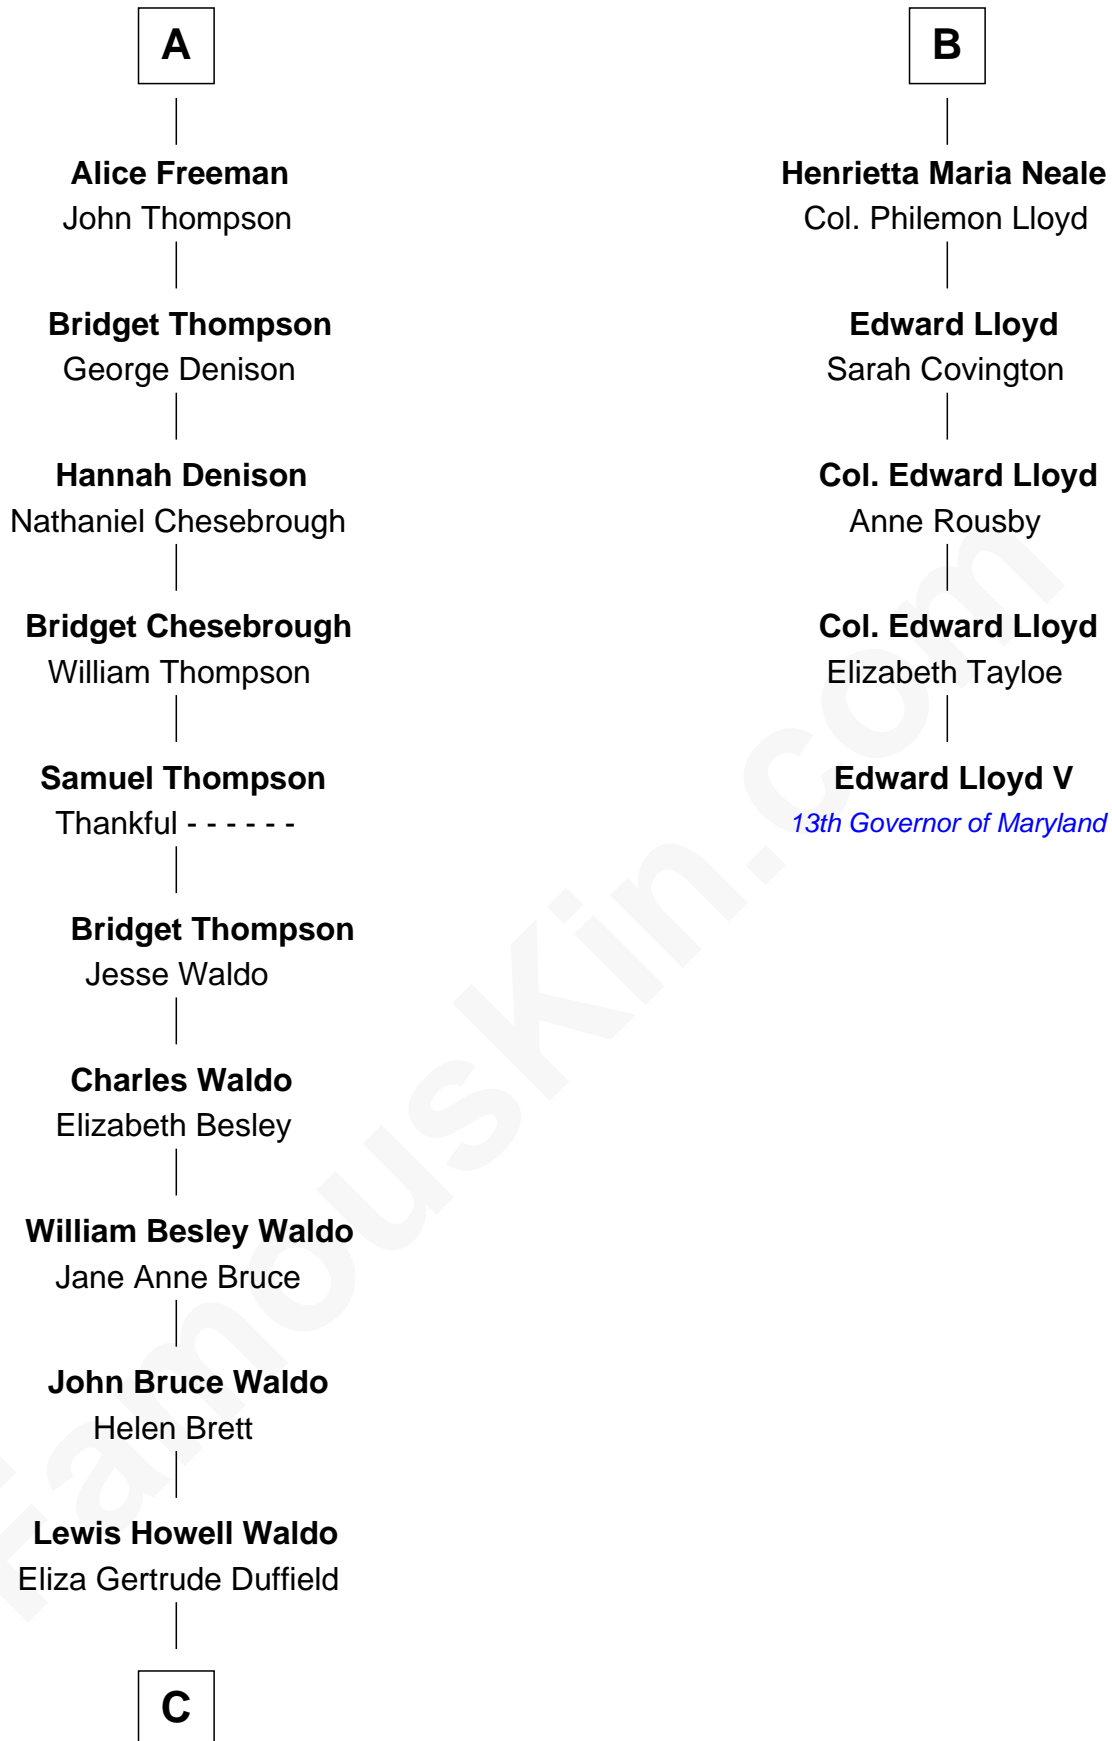 A
Alice Freeman
John Thompson
Bridget Thompson
George Denison
Hannah Denison
Nathaniel Chesebrough
Bridget Chesebrough
William Thompson
Samuel Thompson
Thankful - - - - - -
Bridget Thompson
Jesse Waldo
Charles Waldo
Elizabeth Besley
William Besley Waldo
Jane Anne Bruce
John Bruce Waldo
Helen Brett
Lewis Howell Waldo
Eliza Gertrude Duffield
C
B
Henrietta Maria Neale
Col. Philemon Lloyd
Edward Lloyd
Sarah Covington
Col. Edward Lloyd
Anne Rousby
Col. Edward Lloyd
Elizabeth Tayloe
Edward Lloyd V
13th Governor of Maryland
FamousKin.com